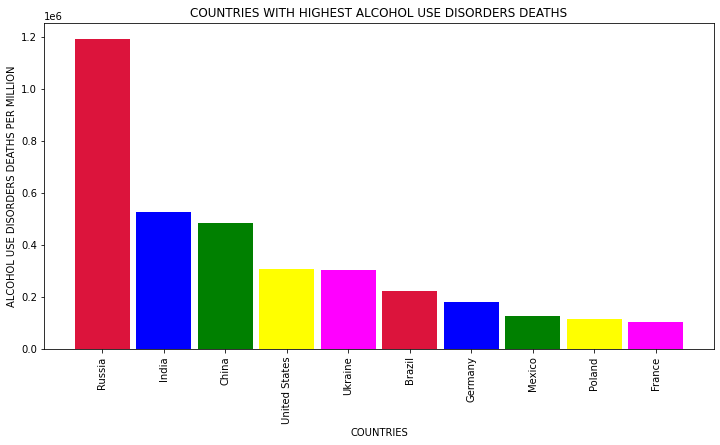 COUNTRIES WITH HIGHEST ALCOHOL USE DISORDERS DEATHS
1e6
ALCOHOL USE DISORDERS DEATHS PER MILLION
1.2
1.0
0.8
0.6
0.4
0.2
0.0
Russia
India
China
United States
Ukraine
Brazil
Germany
Mexico
Poland
France
COUNTRIES